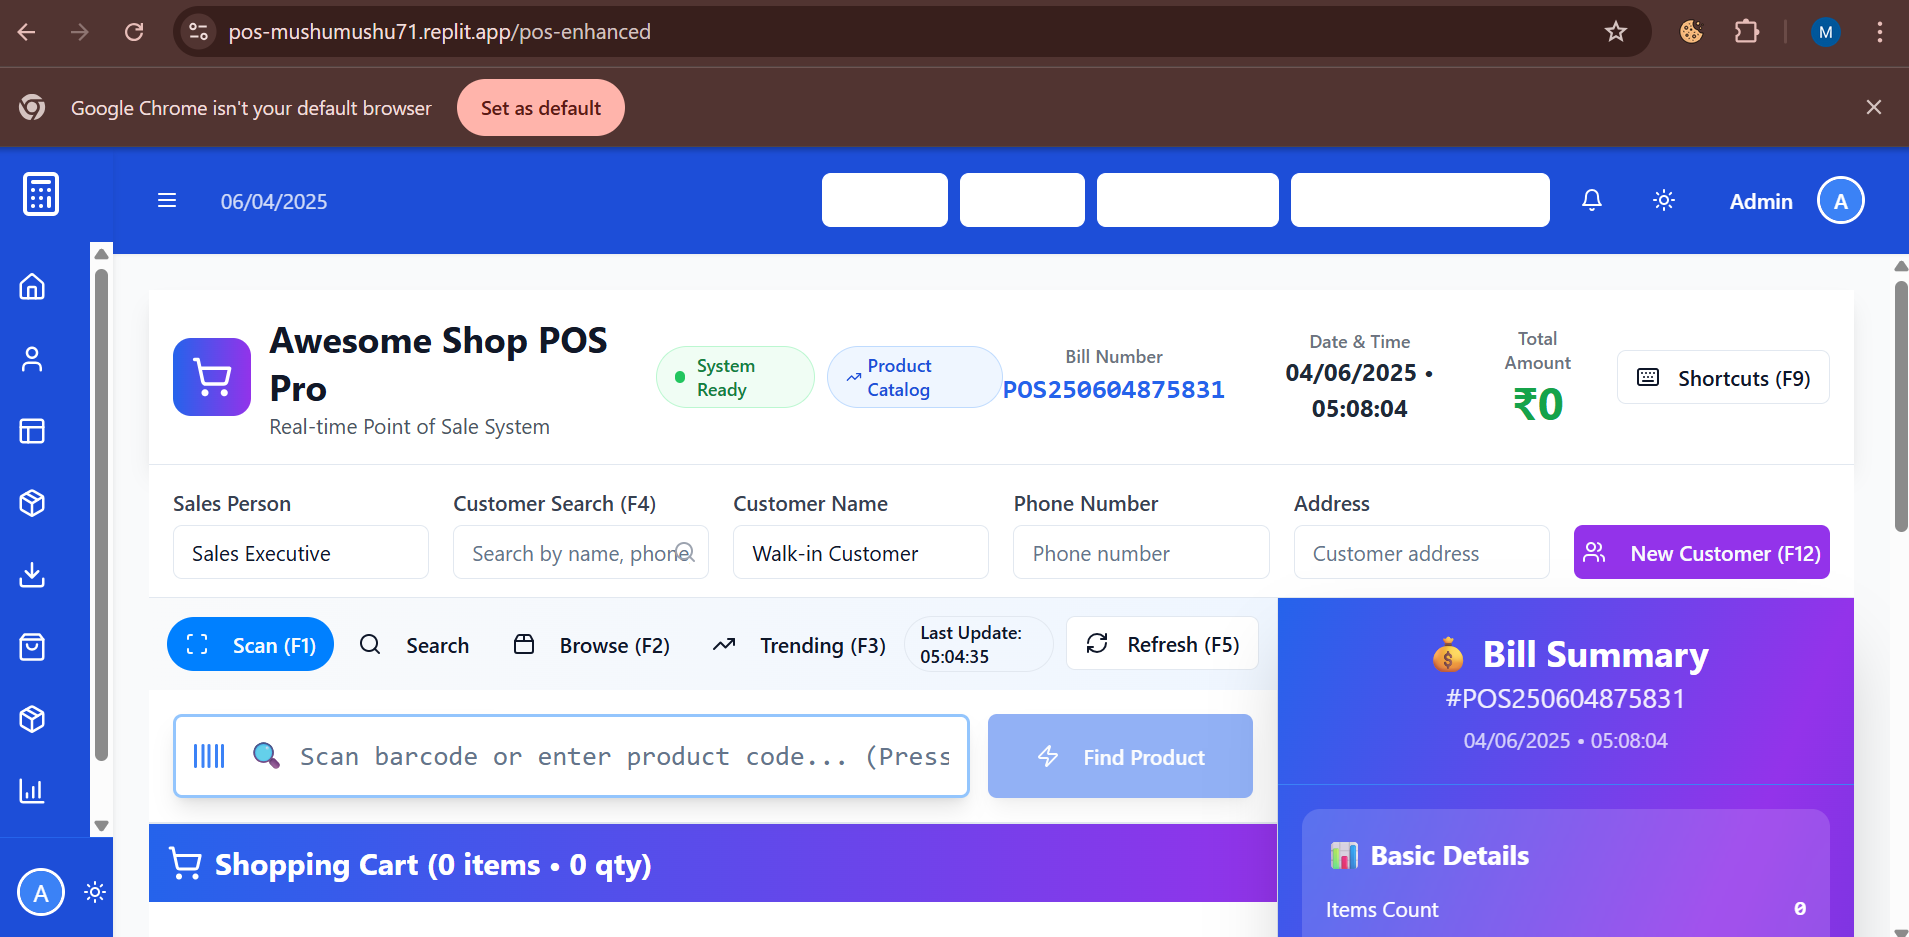 pos-mushumushu71.replit.app/pos-enhanced
M
Google Chrome isn't your default browser
Set as default
06/04/2025
Admin
A
Awesome Shop POS
Pro
Real-time Point of Sale System
System
Ready
Product
Catalog
Bill Number
POS250604875831
Date & Time
04/06/2025 •
05:08:04
Total
Amount
₹0
Shortcuts (F9)
Sales Person
Customer Search (F4)
Customer Name
Phone Number
Address
Sales Executive
Search by name, phone
Walk-in Customer
Phone number
Customer address
New Customer (F12)
Scan (F1)
Search
Browse (F2)
Trending (F3)
Last Update:
05:04:35
Refresh (F5)
Scan barcode or enter product code... (Press
Find Product
Shopping Cart (0 items • 0 qty)
Bill Summary
#POS250604875831
04/06/2025 • 05:08:04
Basic Details
Items Count
0
A